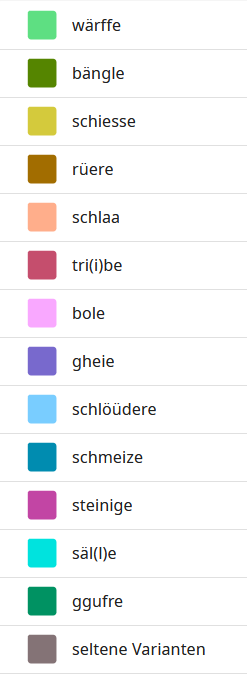 wärffe
bängle
schiesse
rüere
schlaa
tri(i)be
bole
gheie
schlöüdere
schmeize
steinige
säl(l)e
ggufre
seltene Varianten